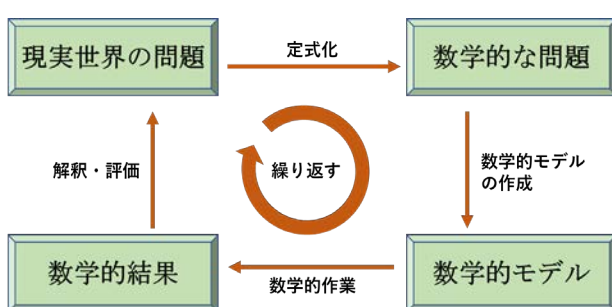 現実世界の問題
定式化
数学的な問題
解釈・評価
繰り返す
数学的モデル
の作成
数学的結果
数学的作業
数学的モデル